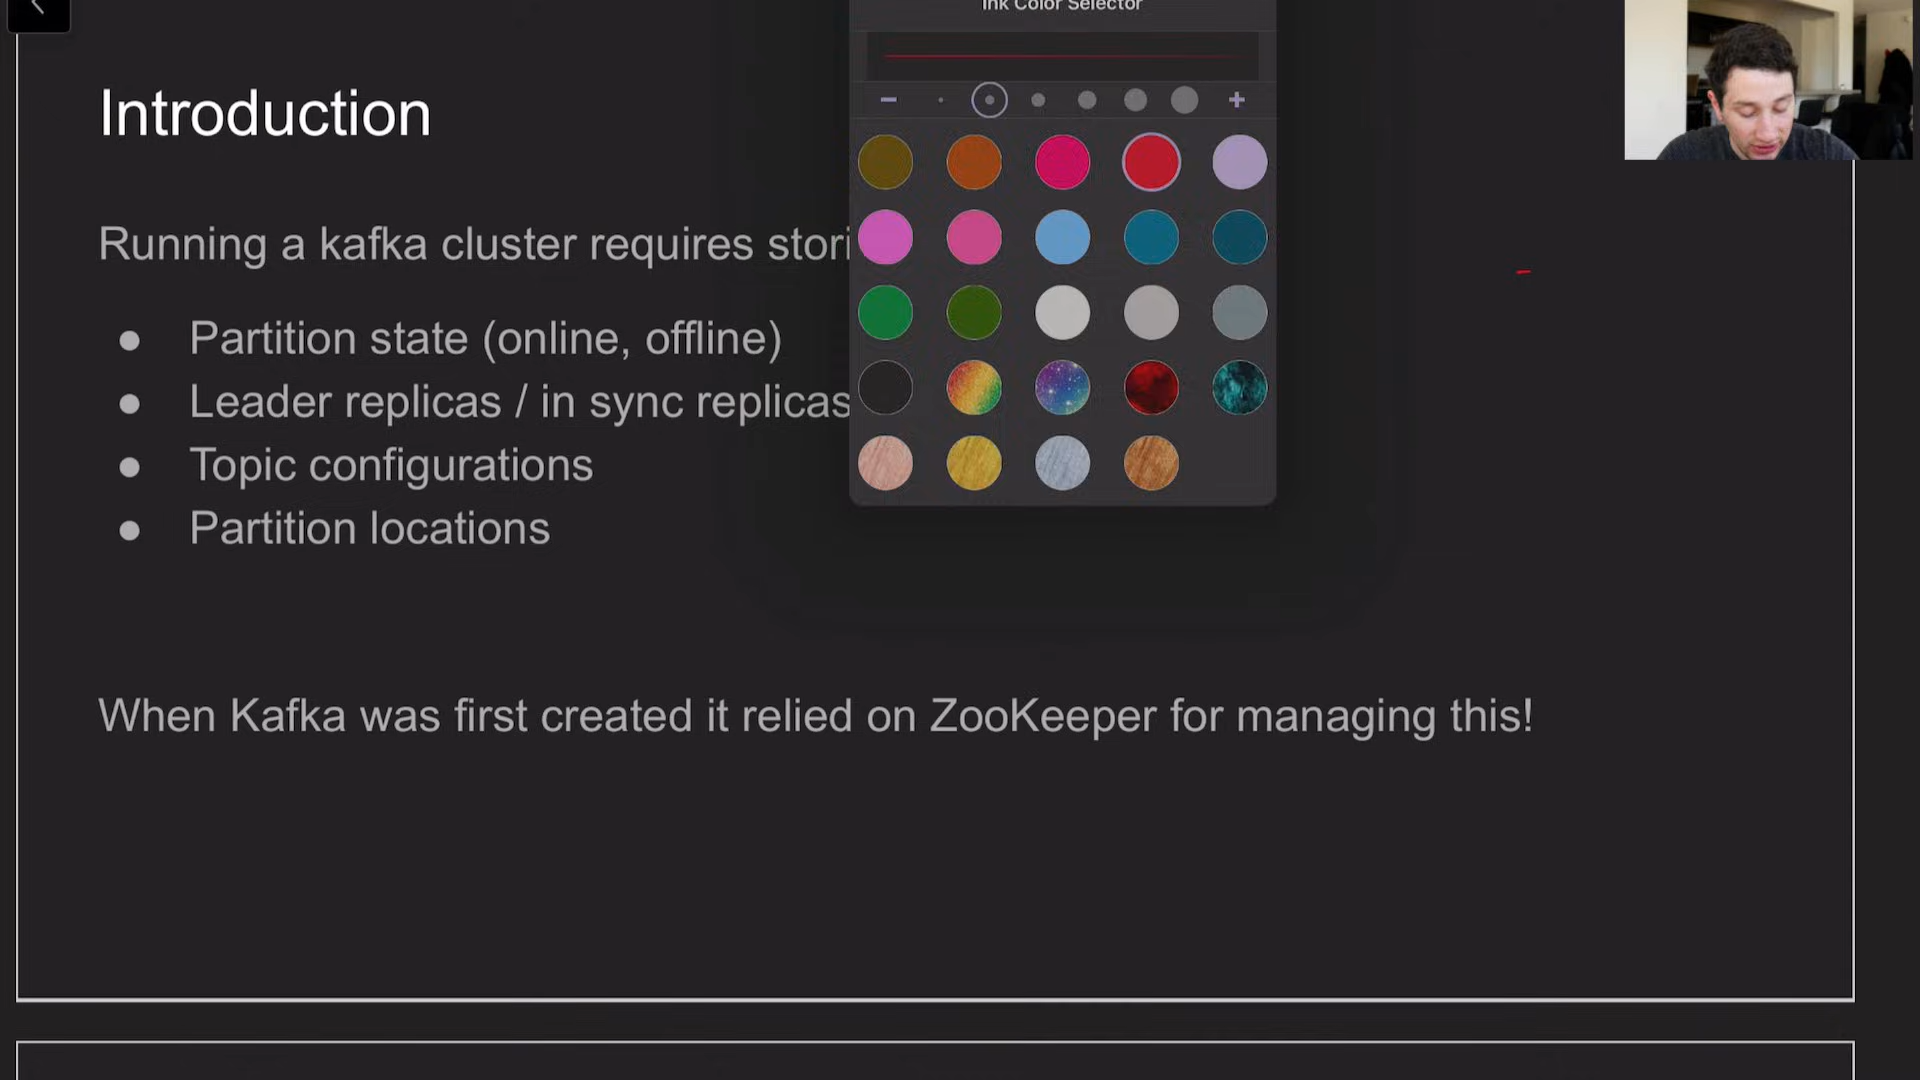 Ink Color Selector
Introduction
Running a kafka cluster requires
Partition state (online, offline)
Leader replicas / in sync replicas
Topic configurations
Partition locations
When Kafka was first created it relied on ZooKeeper for managing this!